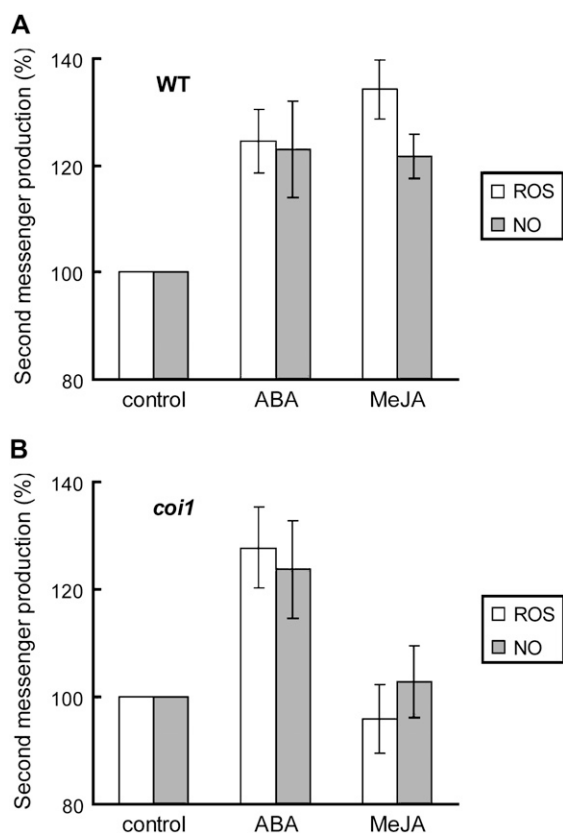 A
Second messenger production (%)
140
120
100
80
WT
control ABA MeJA
ROS
NO
B
Second messenger production (%)
140
120
100
80
coi1
control ABA MeJA
ROS
NO